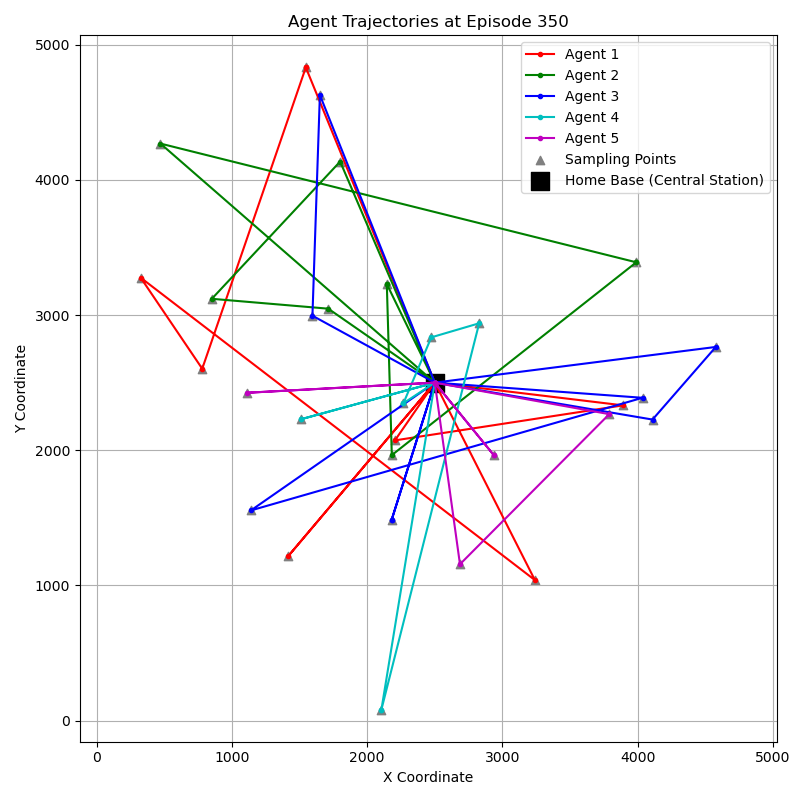 Agent Trajectories at Episode 350
Agent 1
Agent 2
Agent 3
Agent 4
Agent 5
Sampling Points
Home Base (Central Station)
5000
4000
3000
2000
1000
0
Y Coordinate
0 1000 2000 3000 4000 5000
X Coordinate